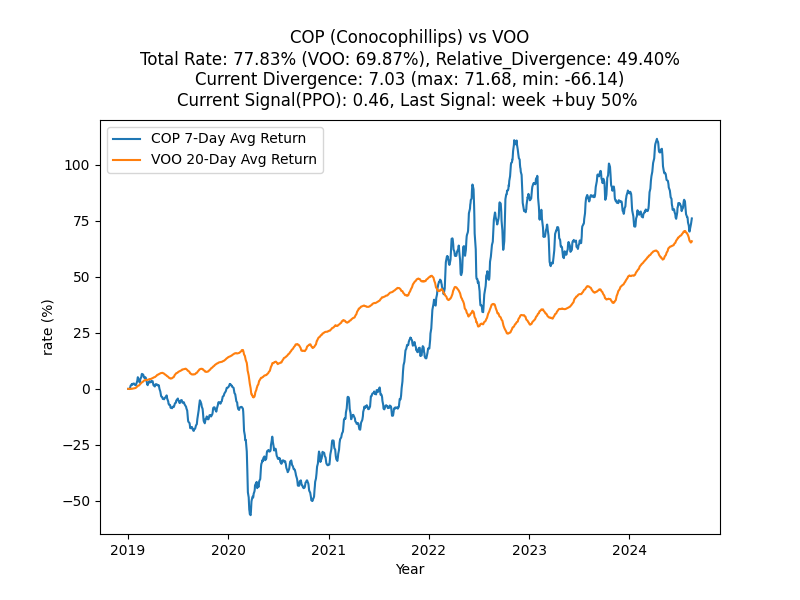 COP (Conocophillips) vs VOO
Total Rate: 77.83% (VOO: 69.87%), Relative_Divergence: 49.40%
Current Divergence: 7.03 (max: 71.68, min: -66.14)
Current Signal(PPO): 0.46, Last Signal: week +buy 50%
COP 7-Day Avg Return
VOO 20-Day Avg Return
100
75
50
25
0
−25
−50
rate (%)
2019 2020 2021 2022 2023 2024
Year